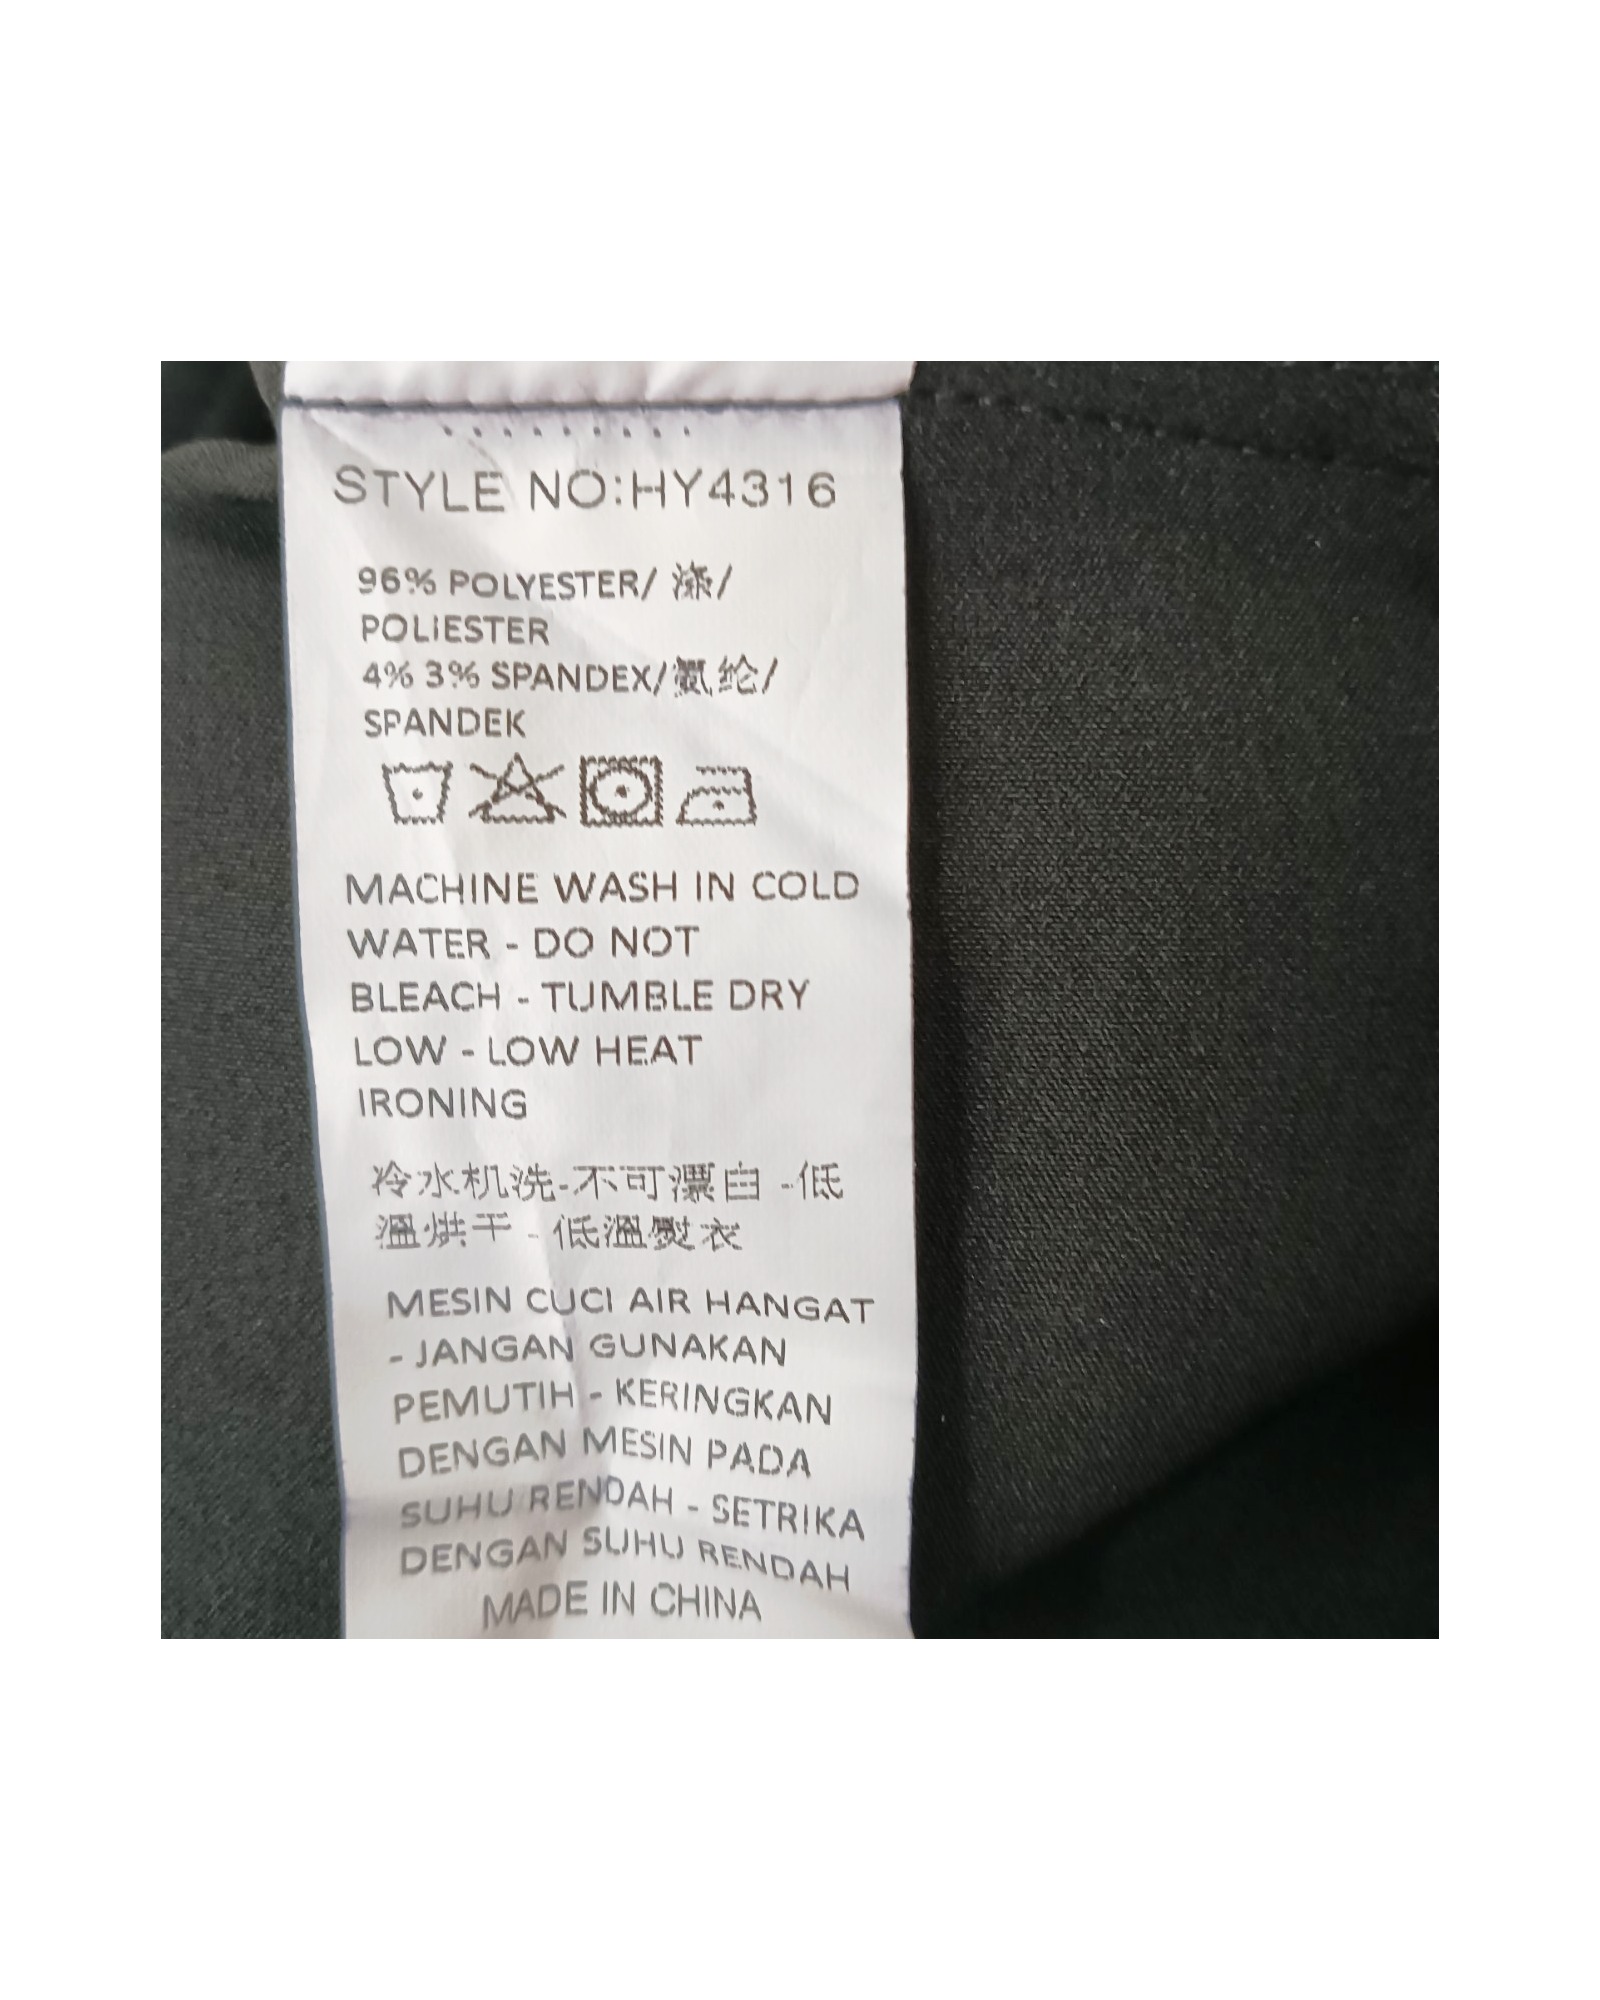 STYLE NO:HY4316
96% POLYESTER/ 涤/
POLIESTER
4% 3% SPANDEX/氨纶/
SPANDEK
MACHINE WASH IN COLD
WATER - DO NOT
BLEACH - TUMBLE DRY
LOW - LOW HEAT
IRONING
冷水机洗-不可漂白 -低
溫烘干 - 低溫熨衣
MESIN CUCI AIR HANGAT
- JANGAN GUNAKAN
PEMUTIH - KERINGKAN
DENGAN MESIN PADA
SUHU RENDAH - SETRIKA
DENGAN SUHU RENDAH
MADE IN CHINA